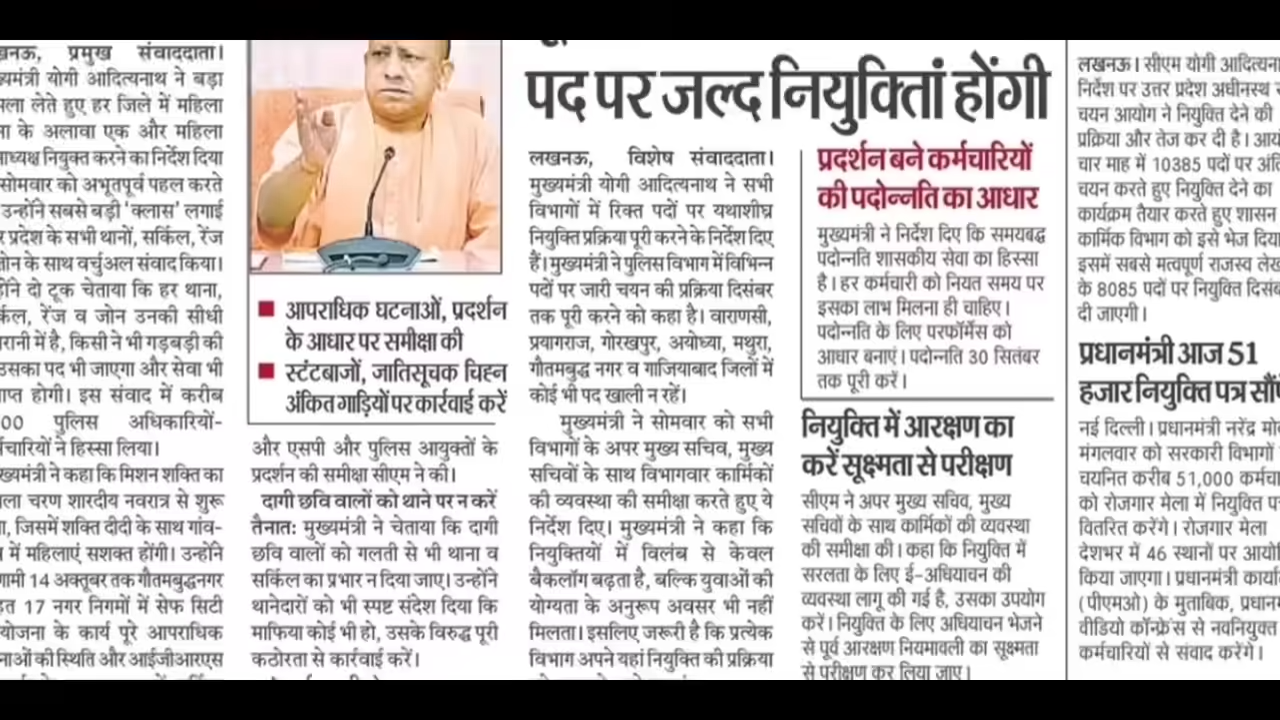 लखनऊ, प्रमुख संवाददाता।
योगी आदित्यनाथ ने बड़ा
लेते हुए हर जिले में महिला
के अलावा एक और महिला
नियुक्त करने का निर्देश दिया
सोमवार को अभूतपूर्व पहल करते
उन्होंने सबसे बड़ी 'क्लास' लगाई
प्रदेश के सभी थानों, सर्किल, रेंज
के साथ वर्चुअल संवाद किया।
ने दो टूक चेताया कि हर थाना,
रेंज व जोन उनकी सीधी
में है, किसी ने भी गड़बड़ी की
उसका पद भी जाएगा और सेवा भी
होगी। इस संवाद में करीब
पुलिस अधिकारियों-
ने हिस्सा लिया।
ने कहा कि मिशन शक्ति का
चरण शारदीय नवरात्र से शुरू
जिसमें शक्ति दीदी के साथ गांव-
में महिलाएं सशक्त होंगी। उन्होंने
14 अक्तूबर तक गौतमबुद्धनगर
17 नगर निगमों में सेफ सिटी
के कार्य पूरे आपराधिक
की स्थिति और आईजीआरएस
आपराधिक घटनाओं, प्रदर्शन
के आधार पर समीक्षा की
स्टंटबाजों, जातिसूचक चिह्न
अंकित गाड़ियों पर कार्रवाई करें
और एसपी और पुलिस आयुक्तों के
प्रदर्शन की समीक्षा सीएम ने की।
दागी छवि वालों को थाने पर न करें
तैनात: मुख्यमंत्री ने चेताया कि दागी
छवि वालों को गलती से भी थाना व
सर्किल का प्रभार न दिया जाए। उन्होंने
थानेदारों को भी स्पष्ट संदेश दिया कि
माफिया कोई भी हो, उसके विरुद्ध पूरी
कठोरता से कार्रवाई करें।
पद पर जल्द नियुक्तिां होंगी
लखनऊ, विशेष संवाददाता।
मुख्यमंत्री योगी आदित्यनाथ ने सभी
विभागों में रिक्त पदों पर यथाशीघ्र
नियुक्ति प्रक्रिया पूरी करने के निर्देश दिए
हैं। मुख्यमंत्री ने पुलिस विभाग में विभिन्न
पदों पर जारी चयन की प्रक्रिया दिसंबर
तक पूरी करने को कहा है। वाराणसी,
प्रयागराज, गोरखपुर, अयोध्या, मथुरा,
गौतमबुद्ध नगर व गाजियाबाद जिलों में
कोई भी पद खाली न रहें।
मुख्यमंत्री ने सोमवार को सभी
विभागों के अपर मुख्य सचिव, मुख्य
सचिवों के साथ विभागवार कार्मिकों
की व्यवस्था की समीक्षा करते हुए ये
निर्देश दिए। मुख्यमंत्री ने कहा कि
नियुक्तियों में विलंब से केवल
बैकलॉग बढ़ता है, बल्कि युवाओं की
योग्यता के अनुरूप अवसर भी नहीं
मिलता। इसलिए जरूरी है कि प्रत्येक
विभाग अपने यहां नियुक्ति की प्रक्रिया
प्रदर्शन बने कर्मचारियों
की पदोन्नति का आधार
मुख्यमंत्री ने निर्देश दिए कि समयबद्ध
पदोन्नति शासकीय सेवा का हिस्सा
है। हर कर्मचारी को नियत समय पर
इसका लाभ मिलना ही चाहिए।
पदोन्नति के लिए परफॉर्मेंस को
आधार बनाएं। पदोन्नति 30 सितंबर
तक पूरी करें।
नियुक्ति में आरक्षण का
करें सूक्ष्मता से परीक्षण
सीएम ने अपर मुख्य सचिव, मुख्य
सचिवों के साथ कार्मिकों की व्यवस्था
की समीक्षा की। कहा कि नियुक्ति में
सरलता के लिए ई-अधियाचन की
व्यवस्था लागू की गई है, उसका उपयोग
करें। नियुक्ति के लिए अधियाचन भेजने
से पूर्व आरक्षण नियमावली का सूक्ष्मता
से परीक्षण कर लिया जाए।
लखनऊ। सीएम योगी आदित्यनाथ
निर्देश पर उत्तर प्रदेश अधीनस्थ
चयन आयोग ने नियुक्ति देने की
प्रक्रिया और तेज कर दी है।
चार माह में 10385 पदों पर
चयन करते हुए नियुक्ति देने का
कार्यक्रम तैयार करते हुए शासन
कार्मिक विभाग को इसे भेज दिया
इसमें सबसे मत्वपूर्ण राजस्व
के 8085 पदों पर नियुक्ति
दी जाएगी।
प्रधानमंत्री आज 51
हजार नियुक्ति पत्र
नई दिल्ली। प्रधानमंत्री नरेंद्र
मंगलवार को सरकारी विभागों
चयनित करीब 51,000
को रोजगार मेला में नियुक्ति
वितरित करेंगे। रोजगार मेला
देशभर में 46 स्थानों पर
किया जाएगा। प्रधानमंत्री
(पीएमओ) के मुताबिक,
वीडियो कॉन्फ्रेंस से नवनियुक्त
कर्मचारियों से संवाद करेंगे।